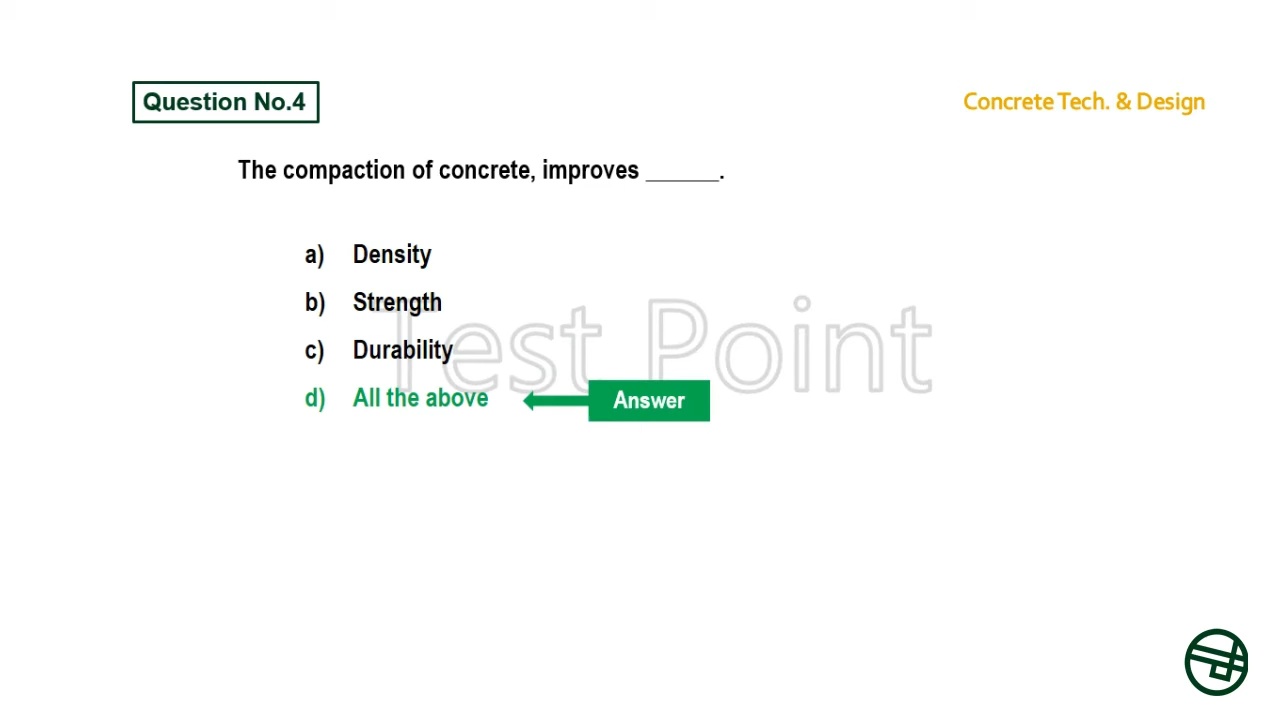 Question No.4
Concrete Tech. & Design
The compaction of concrete, improves ______.
a) Density
b) Strength
c) Durability
d) All the above
Answer
Test Point